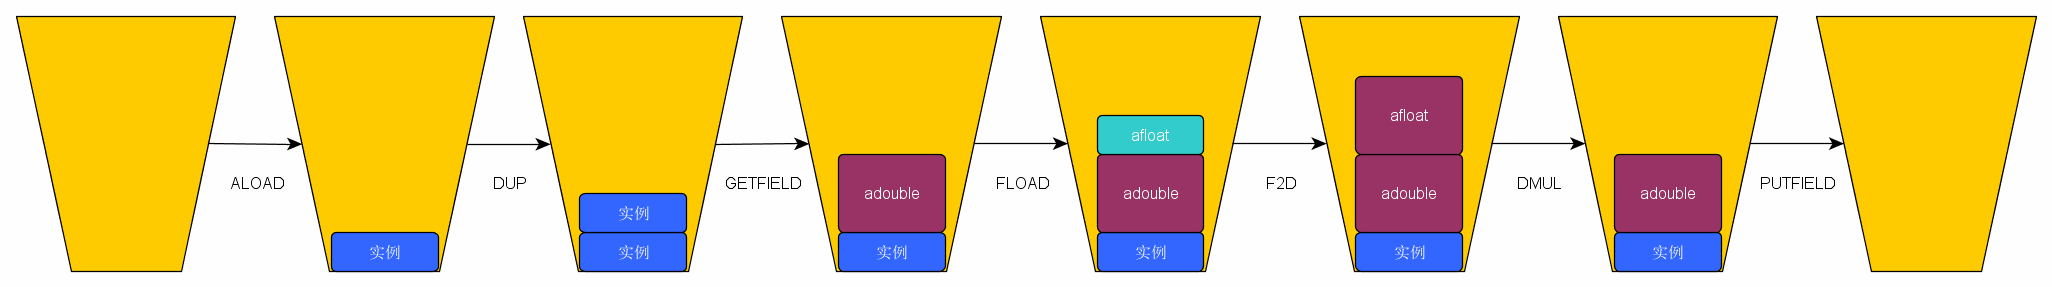 ALOAD
实例
DUP
实例
实例
GETFIELD
adouble
实例
FLOAD
afloat
adouble
实例
F2D
afloat
adouble
实例
DMUL
adouble
实例
PUTFIELD